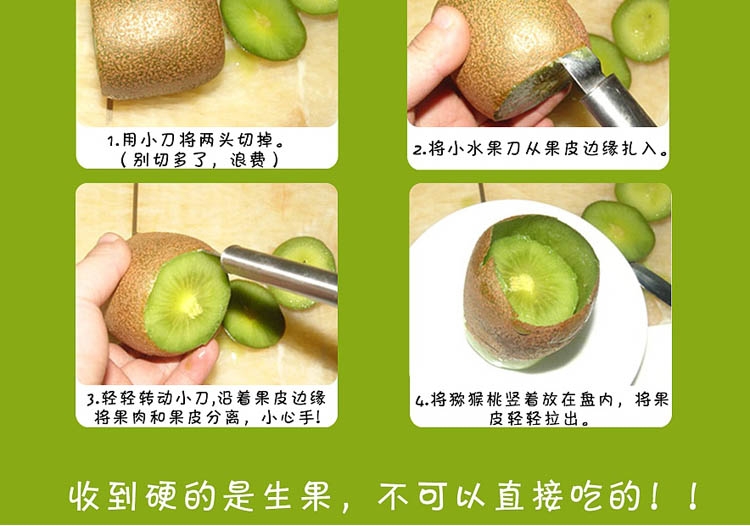 1.用小刀将两头切掉。
（别切多了，浪费）
2.将小水果刀从果皮边缘扎入。
3.轻轻转动小刀,沿着果皮边缘
将果肉和果皮分离，小心手!
4.将猕猴桃竖着放在盘内，将果
皮轻轻拉出。
收到硬的是生果，不可以直接吃的！！